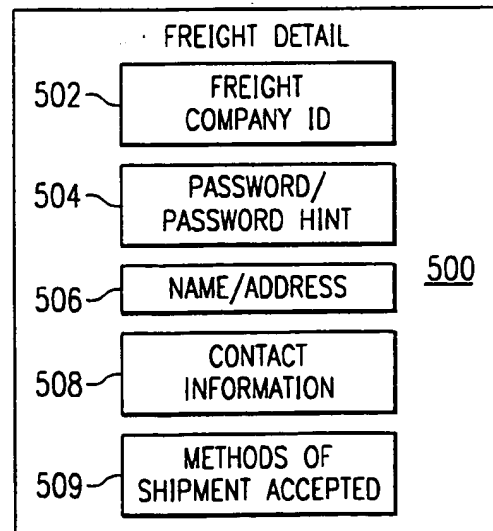 FREIGHT DETAIL
502
FREIGHT
COMPANY ID
504
PASSWORD/
PASSWORD HINT
500
506
NAME/ADDRESS
508
CONTACT
INFORMATION
509
METHODS OF
SHIPMENT ACCEPTED